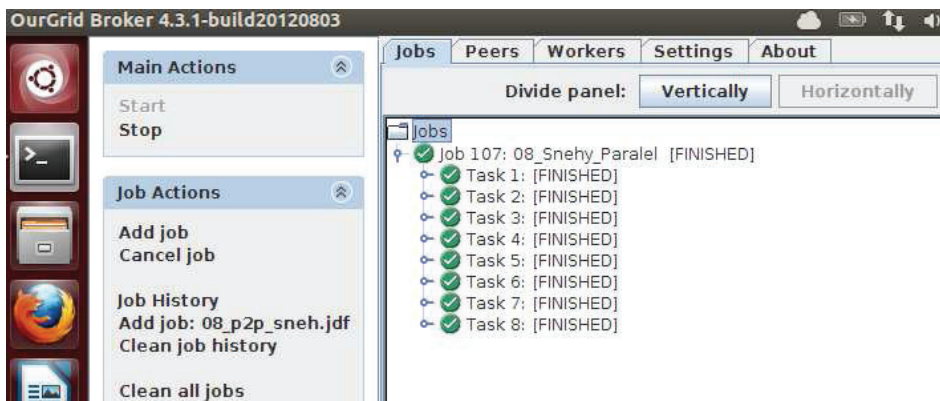 OurGrid Broker 4.3.1-build20120803
Main Actions
Start
Stop
Job Actions
Add job
Cancel job
Job History
Add job: 08_p2p_sneh.jdf
Clean job history
Clean all jobs
Jobs Peers Workers Settings About
Divide panel: Vertically Horizontally
Jobs
Job 107: 08_Snehy_Paralel [FINISHED]
Task 1: [FINISHED]
Task 2: [FINISHED]
Task 3: [FINISHED]
Task 4: [FINISHED]
Task 5: [FINISHED]
Task 6: [FINISHED]
Task 7: [FINISHED]
Task 8: [FINISHED]